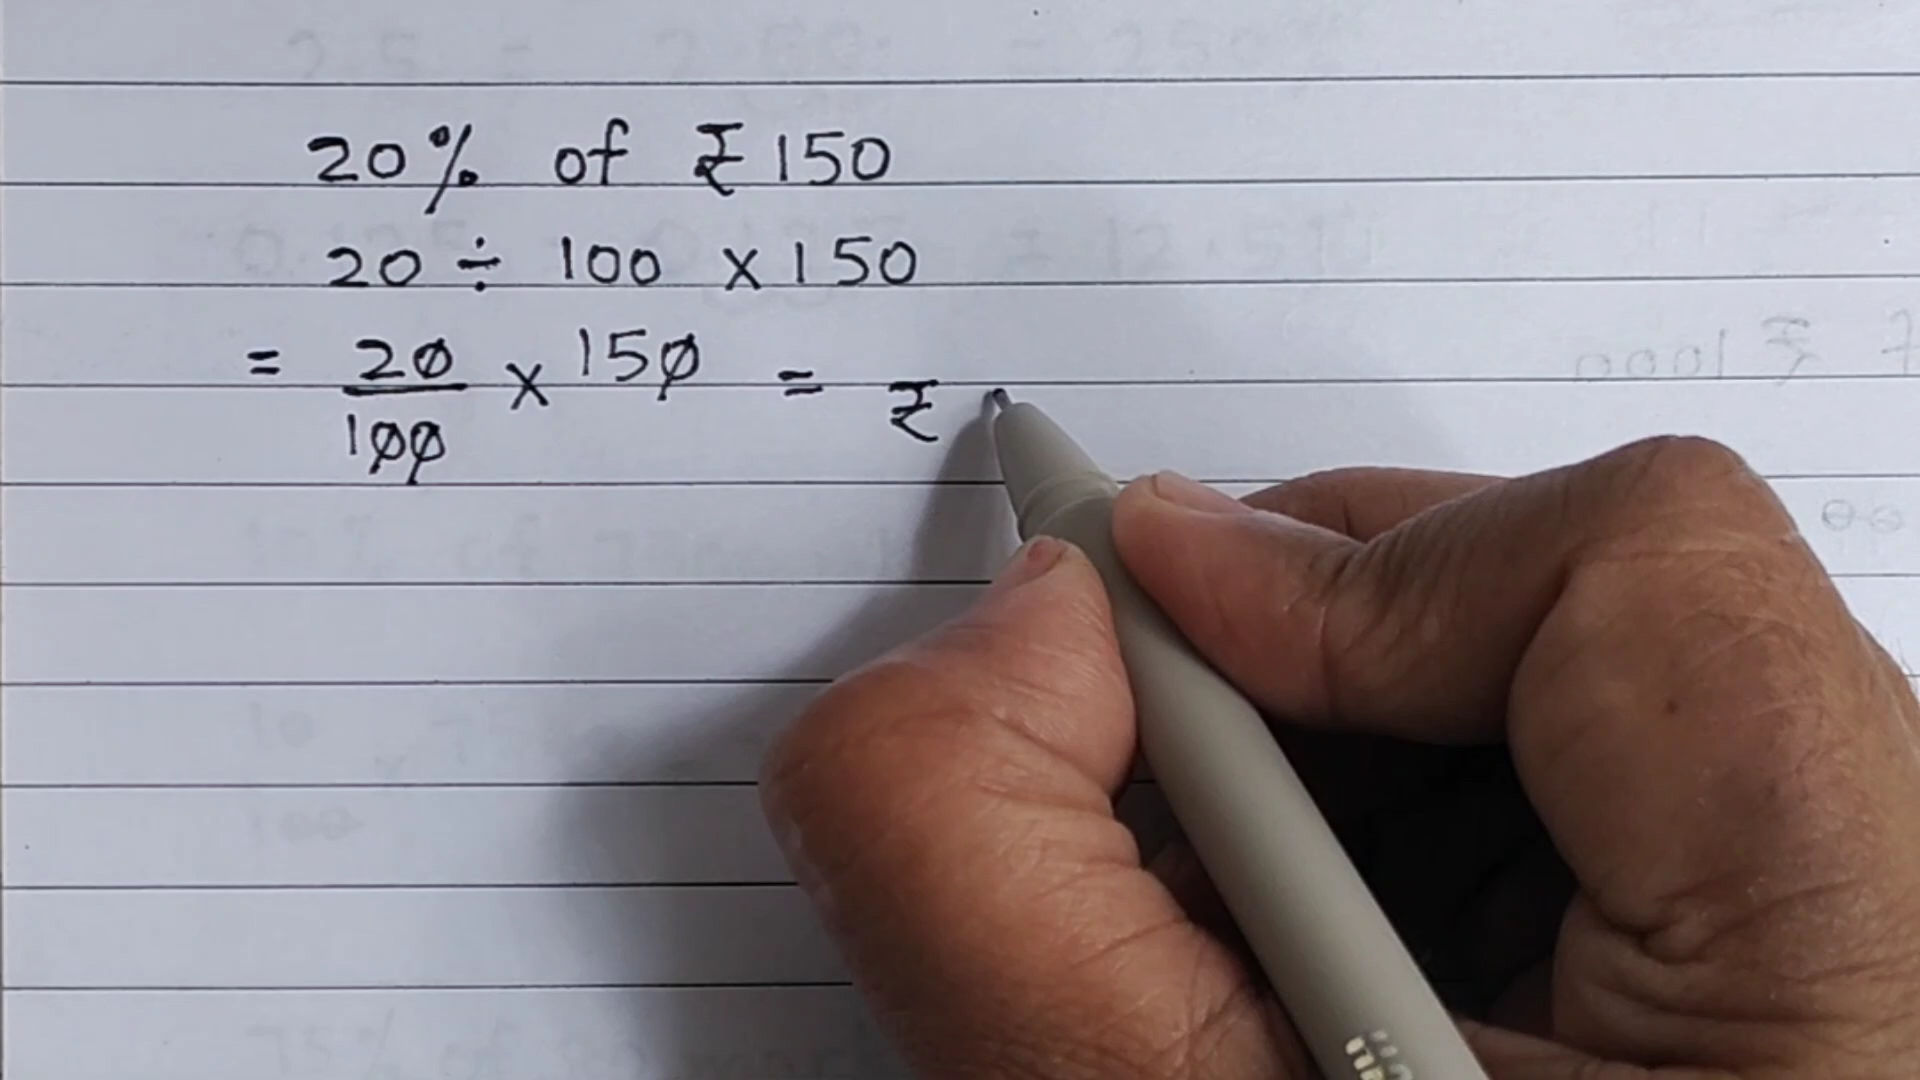 20% of ₹ 150
20 ÷ 100 x 150
= 20/100 x 150 = ₹